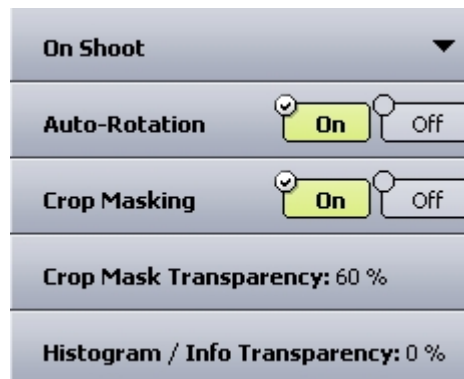 On Shoot
Auto-Rotation On Off
Crop Masking On Off
Crop Mask Transparency: 60 %
Histogram / Info Transparency: 0 %